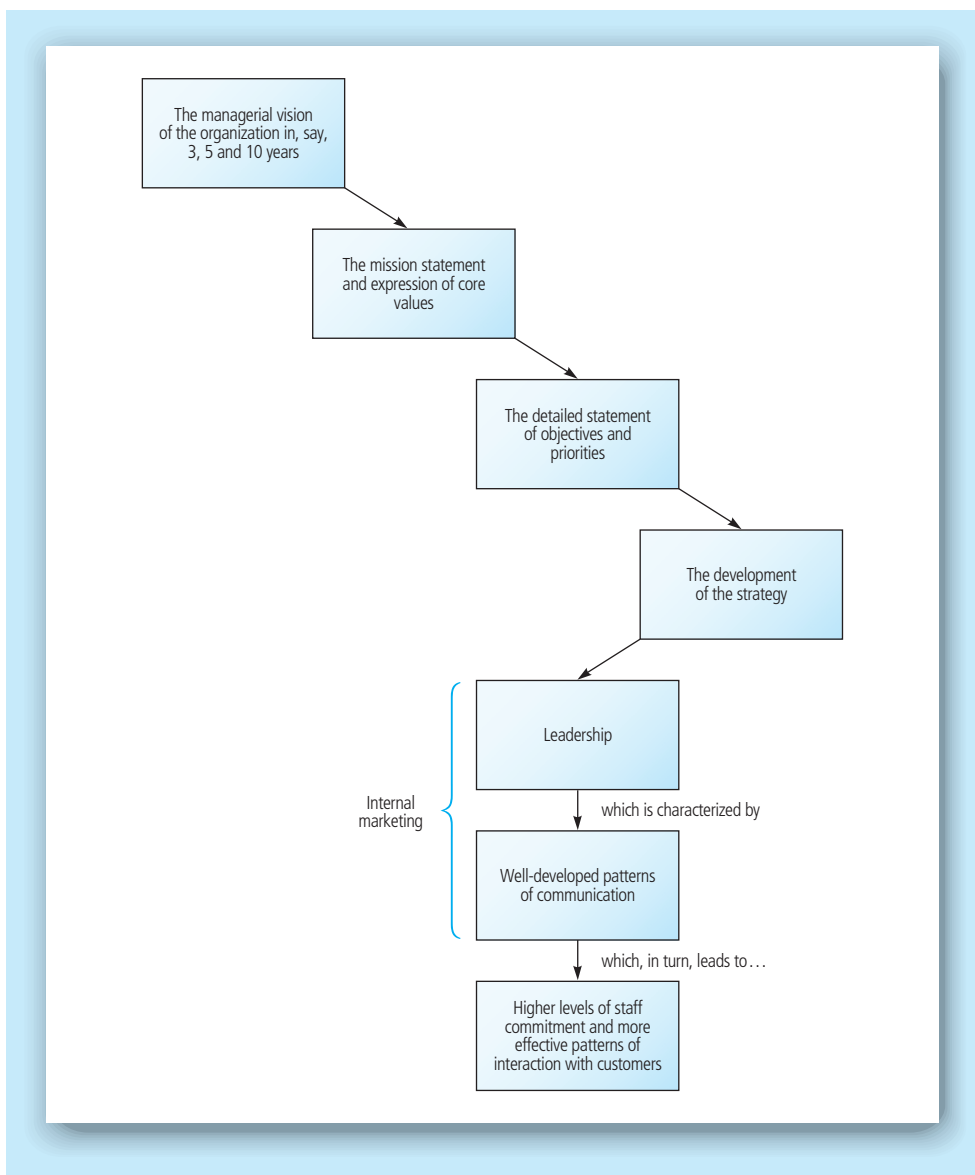 The managerial vision
of the organization in, say,
3, 5 and 10 years
The mission statement
and expression of core
values
The detailed statement
of objectives and
priorities
The development
of the strategy
Leadership
Internal
marketing
which is characterized by
Well-developed patterns
of communication
which, in turn, leads to…
Higher levels of staff
commitment and more
effective patterns of
interaction with customers